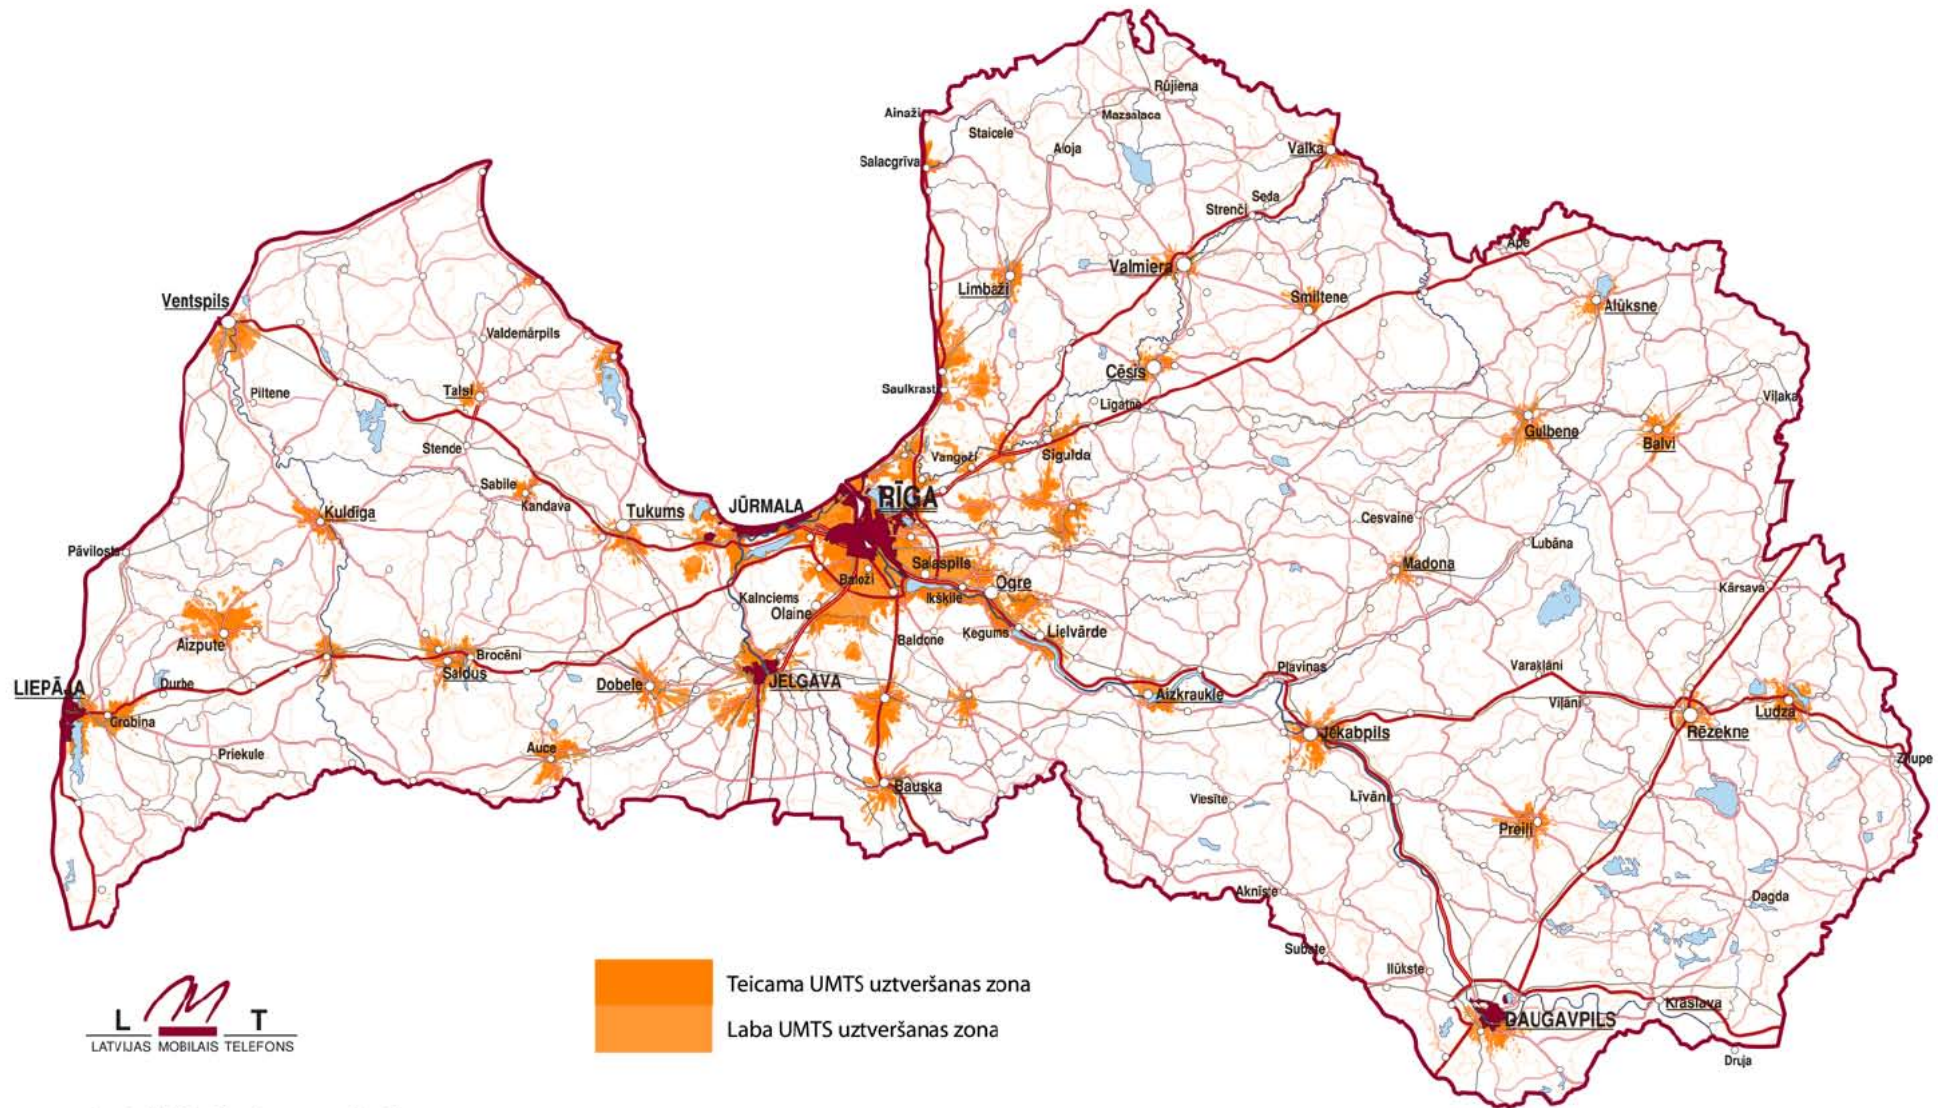 Rūjiena
Ainaži
Mazsalaca
Staicele
Aloja
Salacgrīva
Valka
Seda
Strenči
Ape
Valmiera
Limbaži
Smiltene
Alūksne
Ventspils
Valdemārpils
Cēsis
Piltene
Talsi
Saulkrast
Līgatne
Viļaka
Gulbene
Balvi
Stende
Vangaži
Sigulda
Sabile
Kandava
JŪRMALA
RĪGA
Kuldīga
Tukums
Cesvaine
Lubāna
Pāvilosta
Salaspils
Madona
Baloži
Ogre
Kārsava
Kalnciems
Ikšķile
Olaine
Aizpute
Baldone
Ķegums
Lielvārde
Brocēni
Saldus
Pļaviņas
Varakļāni
Viļāni
LIEPĀJA
Durbe
Dobele
JELGAVA
Aizkraukle
Ludza
Grobiņa
Jēkabpils
Rēzekne
Priekule
Auce
Zilupe
Bauska
Viesīte
Līvāni
Preiļi
Aknīste
Dagda
Subate
Ilūkste
Krāslava
DAUGAVPILS
Druja
Teicama UMTS uztveršanas zona
Laba UMTS uztveršanas zona
L M T
LATVIJAS MOBILAIS TELEFONS